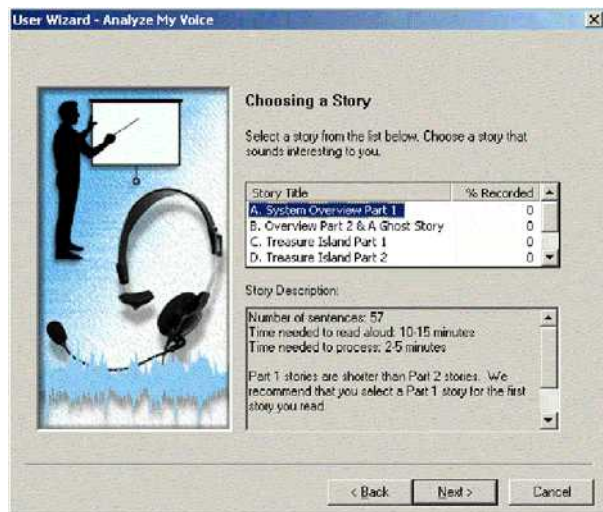 User Wizard - Analyze My Voice
Choosing a Story
Select a story from the list below. Choose a story that
sounds interesting to you.
Story Title % Recorded
A. System Overview Part 1 0
B. Overview Part 2 & A Ghost Story 0
C. Treasure Island Part 1 0
D. Treasure Island Part 2 0
Story Description:
Number of sentences: 57
Time needed to read aloud: 10-15 minutes
Time needed to process: 2-5 minutes
Part 1 stories are shorter than Part 2 stories. We
recommend that you select a Part 1 story for the first
story you read
< Back Next > Cancel